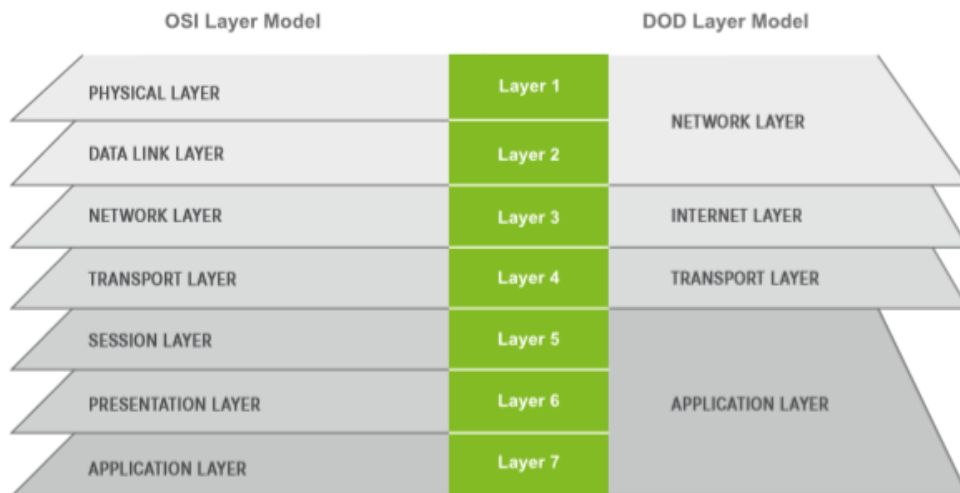 OSI Layer Model DOD Layer Model
PHYSICAL LAYER Layer 1
NETWORK LAYER
DATA LINK LAYER Layer 2
NETWORK LAYER Layer 3 INTERNET LAYER
TRANSPORT LAYER Layer 4 TRANSPORT LAYER
SESSION LAYER Layer 5
PRESENTATION LAYER Layer 6 APPLICATION LAYER
APPLICATION LAYER Layer 7